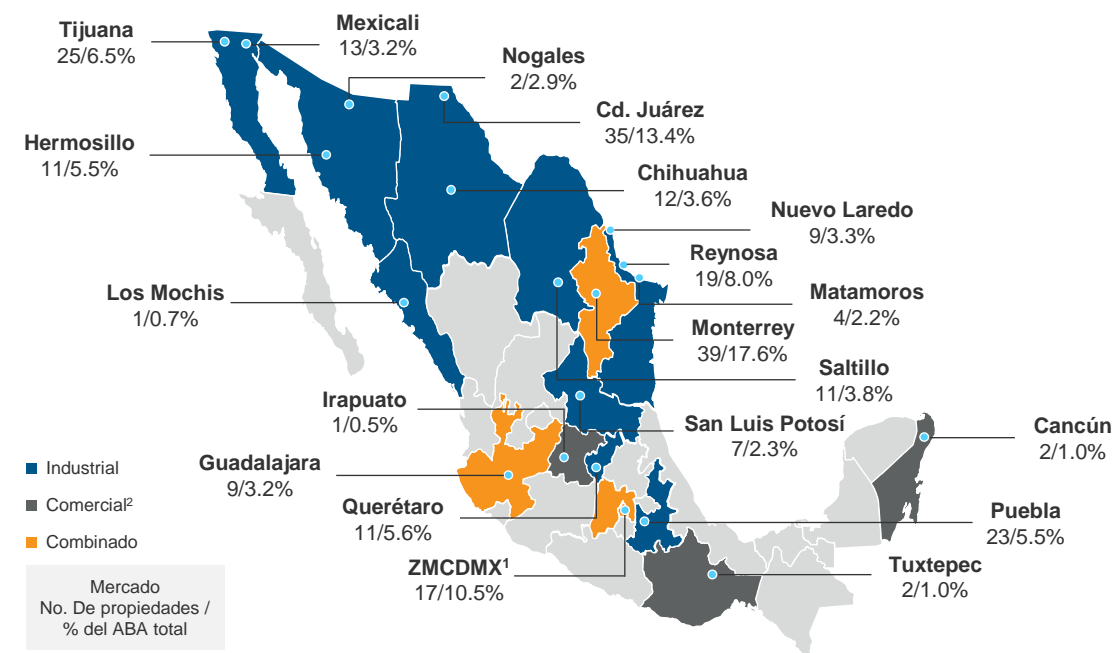 Tijuana
25/6.5%
Mexicali
13/3.2%
Nogales
2/2.9%
Cd. Juárez
35/13.4%
Hermosillo
11/5.5%
Chihuahua
12/3.6%
Nuevo Laredo
9/3.3%
Reynosa
19/8.0%
Los Mochis
1/0.7%
Matamoros
4/2.2%
Monterrey
39/17.6%
Saltillo
11/3.8%
Irapuato
1/0.5%
San Luis Potosí
7/2.3%
Cancún
2/1.0%
Guadalajara
9/3.2%
Querétaro
11/5.6%
Puebla
23/5.5%
ZMCDMX¹
17/10.5%
Tuxtepec
2/1.0%
Industrial
Comercial²
Combinado
Mercado
No. De propiedades /
% del ABA total